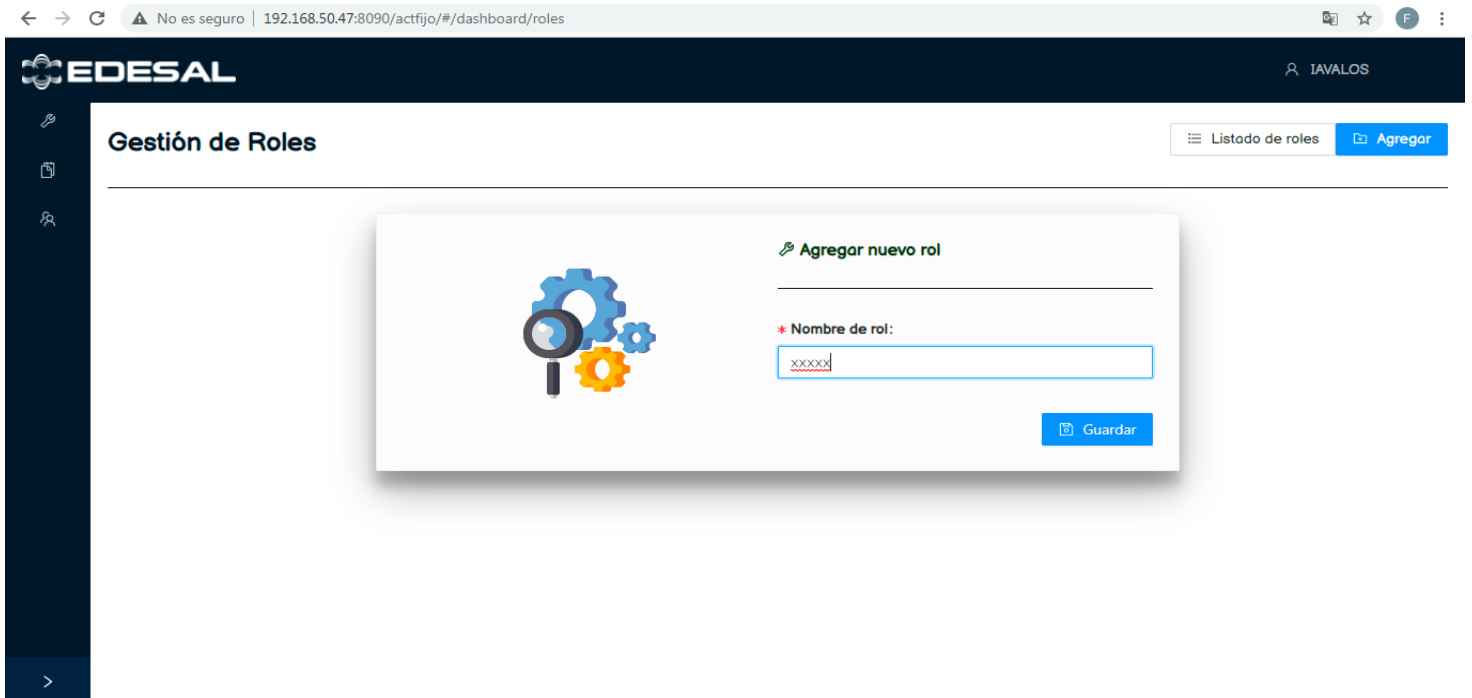 No es seguro | 192.168.50.47:8090/actfijo/#/dashboard/roles
F
EDESAL
IAVALOS
Gestión de Roles
Listado de roles
Agregar
Agregar nuevo rol
* Nombre de rol:
xxxxx
Guardar